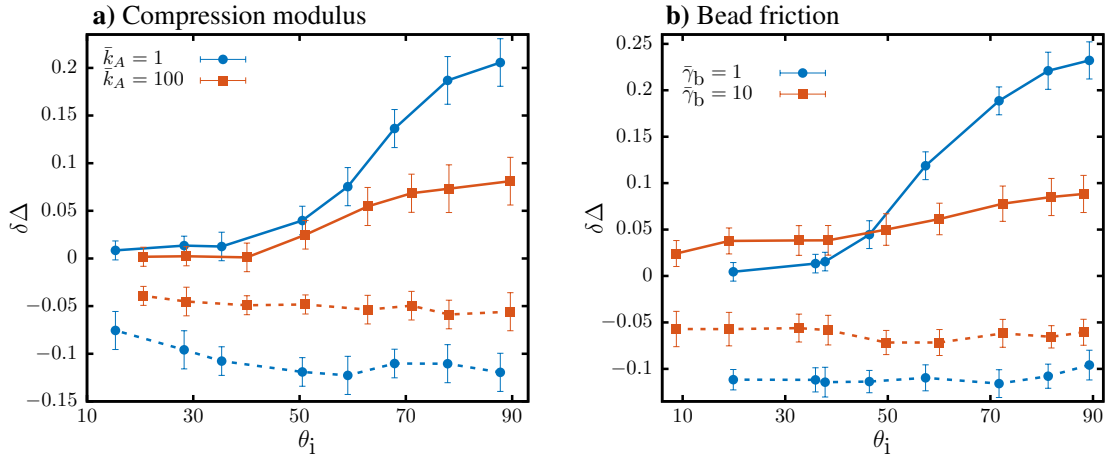 a) Compression modulus
k̄_A = 1
k̄_A = 100
0.2
0.15
0.1
0.05
0
−0.05
−0.1
−0.15
δΔ
10 30 50 70 90
θ_i
b) Bead friction
γ̄_b = 1
γ̄_b = 10
0.25
0.2
0.15
0.1
0.05
0
−0.05
−0.1
δΔ
10 30 50 70 90
θ_i